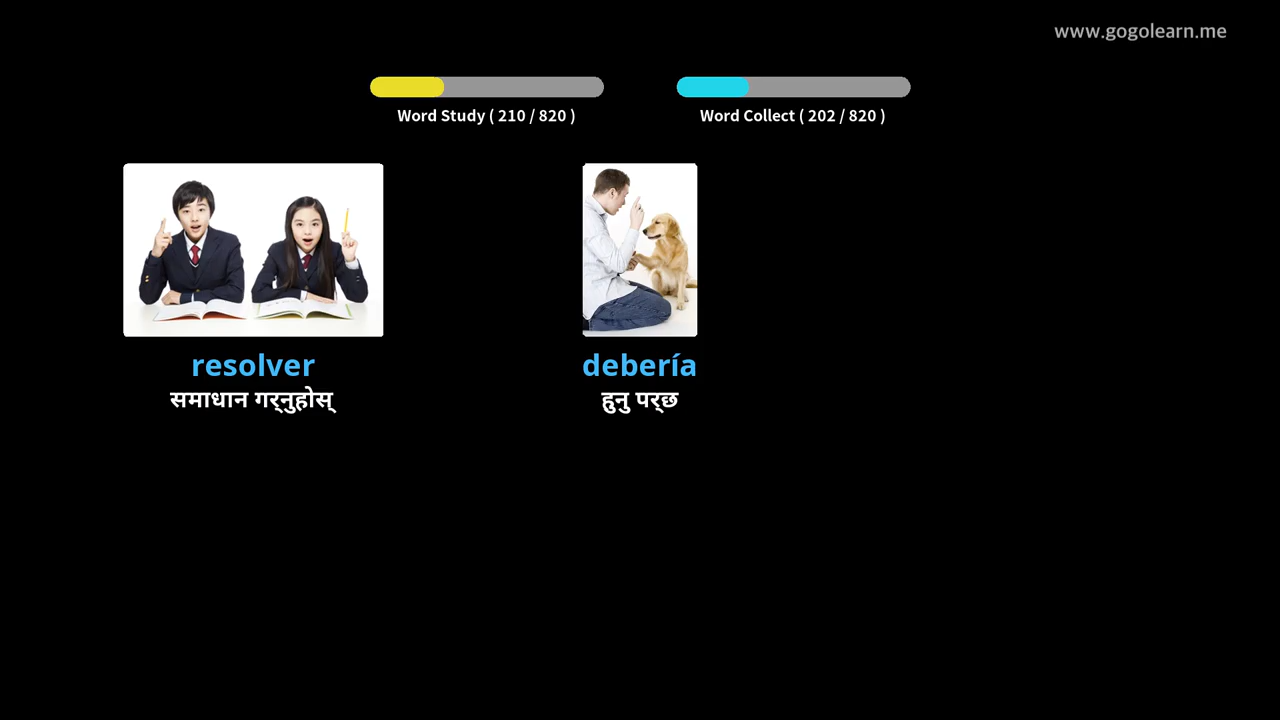 www.gogolearn.me
Word Study ( 210 / 820 )
Word Collect ( 202 / 820 )
resolver
समाधान गर्नुहोस्
debería
हुनु पर्छ